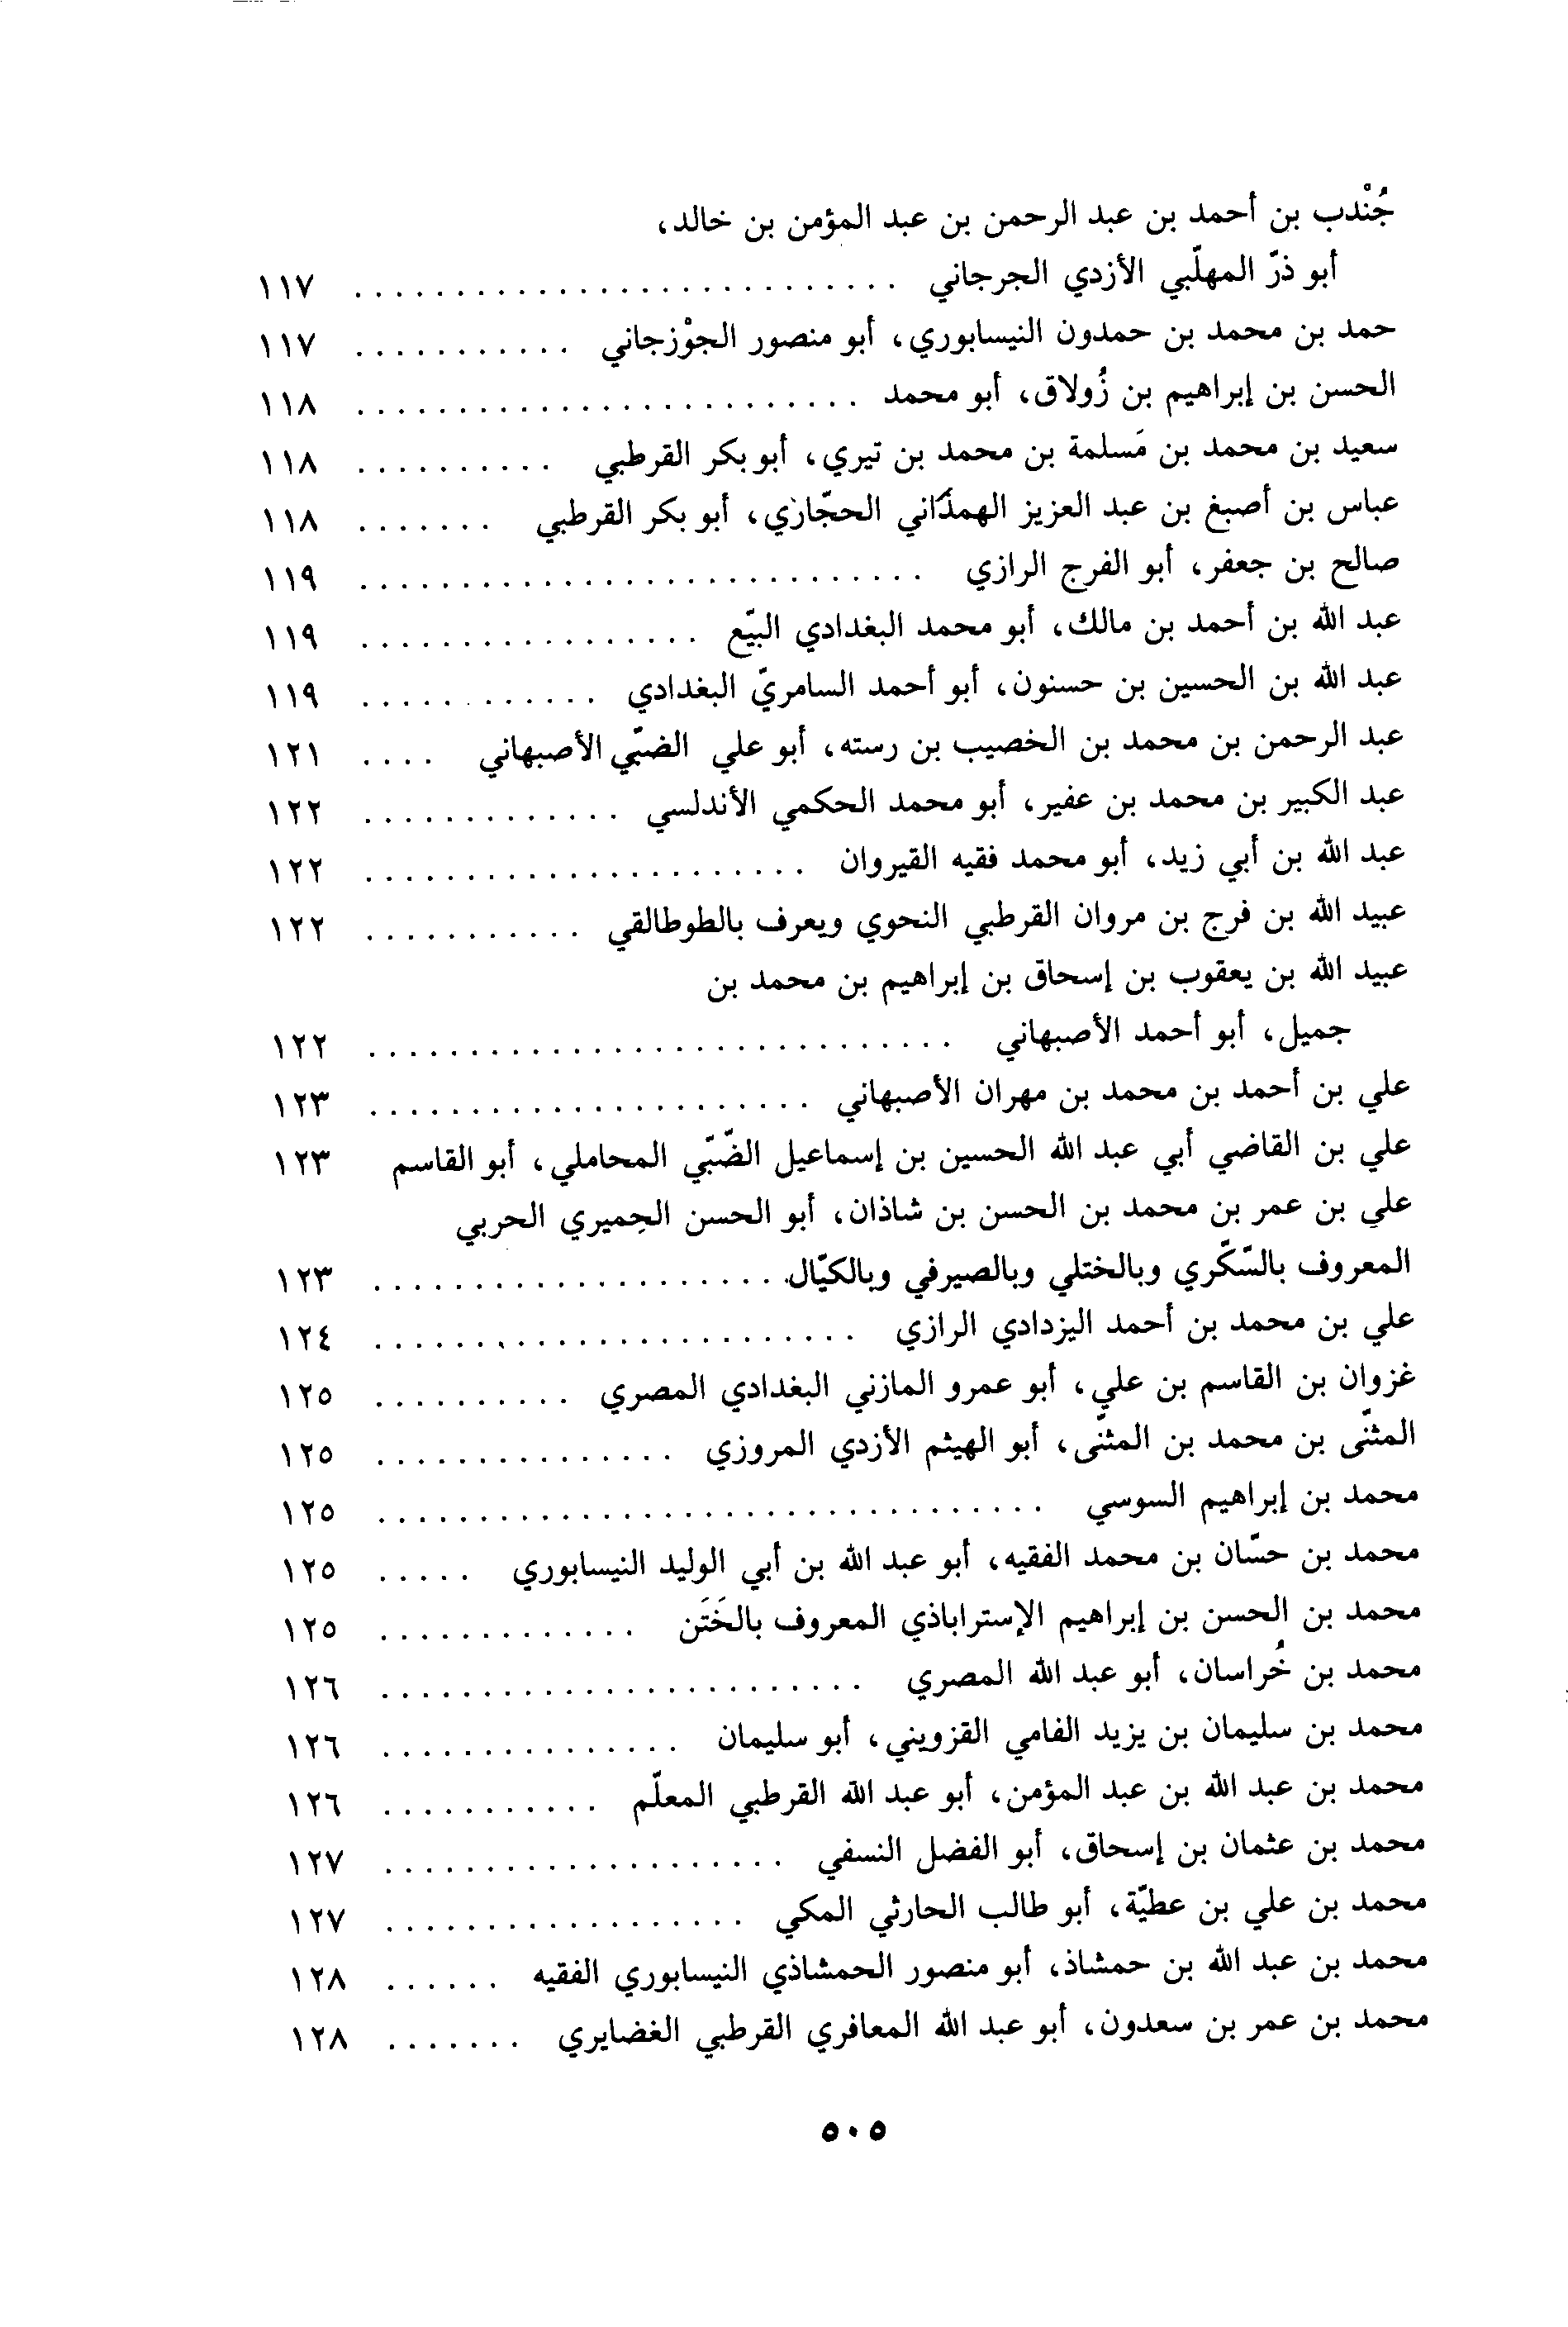 جُنْدب بن أحمد بن عبد الرحمن بن عبد المؤمن بن خالد،
أبو ذرّ المهلّبي الأزدي الجرجاني . . . . . . . . . . . . . . . . . . . . . . . . . . . ١١٧
حمد بن محمد بن حمدون النيسابوري، أبو منصور الجوْزجاني . . . . . . . . . . . ١١٧
الحسن بن إبراهيم بن زُولاق، أبو محمد . . . . . . . . . . . . . . . . . . . . . . . . . ١١٨
سعيد بن محمد بن مَسلمة بن محمد بن تيري، أبو بكر القرطبي . . . . . . . . . . ١١٨
عباس بن أصبغ بن عبد العزيز الهمذاني الحجّاري، أبو بكر القرطبي . . . . . . . ١١٨
صالح بن جعفر، أبو الفرج الرازي . . . . . . . . . . . . . . . . . . . . . . . . . . . . ١١٩
عبد الله بن أحمد بن مالك، أبو محمد البغدادي البيّع . . . . . . . . . . . . . . . . . ١١٩
عبد الله بن الحسين بن حسنون، أبو أحمد السامريّ البغدادي . . . . . . . . . . . . ١١٩
عبد الرحمن بن محمد بن الخصيب بن رسته، أبو علي الضبّي الأصبهاني . . . . ١٢١
عبد الكبير بن محمد بن عفير، أبو محمد الحكمي الأندلسي . . . . . . . . . . . . . ١٢٢
عبد الله بن أبي زيد، أبو محمد فقيه القيروان . . . . . . . . . . . . . . . . . . . . . . ١٢٢
عبيد الله بن فرج بن مروان القرطبي النحوي ويعرف بالطوطالقي . . . . . . . . . . . ١٢٢
عبيد الله بن يعقوب بن إسحاق بن إبراهيم بن محمد بن
جميل، أبو أحمد الأصبهاني . . . . . . . . . . . . . . . . . . . . . . . . . . . . . ١٢٢
علي بن أحمد بن محمد بن مهران الأصبهاني . . . . . . . . . . . . . . . . . . . . . . ١٢٣
علي بن القاضي أبي عبد الله الحسين بن إسماعيل الضّبّي المحاملي، أبو القاسم ١٢٣
علي بن عمر بن محمد بن الحسن بن شاذان، أبو الحسن الحِميري الحربي
المعروف بالسّكّري وبالختلي وبالصيرفي وبالكيّال . . . . . . . . . . . . . . . . . . . . . ١٢٣
علي بن محمد بن أحمد اليزدادي الرازي . . . . . . . . . . . . . . . . . . . . . . . . ١٢٤
غزوان بن القاسم بن علي، أبو عمرو المازني البغدادي المصري . . . . . . . . . . ١٢٥
المثنّى بن محمد بن المثنّى، أبو الهيثم الأزدي المروزي . . . . . . . . . . . . . . . ١٢٥
محمد بن إبراهيم السوسي . . . . . . . . . . . . . . . . . . . . . . . . . . . . . . . . . ١٢٥
محمد بن حسّان بن محمد الفقيه، أبو عبد الله بن أبي الوليد النيسابوري . . . . . ١٢٥
محمد بن الحسن بن إبراهيم الإستراباذي المعروف بالخَتَن . . . . . . . . . . . . . ١٢٥
محمد بن خُراسان، أبو عبد الله المصري . . . . . . . . . . . . . . . . . . . . . . . . ١٢٦
محمد بن سليمان بن يزيد الفامي القزويني، أبو سليمان . . . . . . . . . . . . . . . ١٢٦
محمد بن عبد الله بن عبد المؤمن، أبو عبد الله القرطبي المعلّم . . . . . . . . . . . ١٢٦
محمد بن عثمان بن إسحاق، أبو الفضل النسفي . . . . . . . . . . . . . . . . . . . . ١٢٧
محمد بن علي بن عطيّة، أبو طالب الحارثي المكي . . . . . . . . . . . . . . . . . . ١٢٧
محمد بن عبد الله بن حمشاذ، أبو منصور الحمشاذي النيسابوري الفقيه . . . . . . ١٢٨
محمد بن عمر بن سعدون، أبو عبد الله المعافري القرطبي الغضايري . . . . . . . ١٢٨
٥٠٥